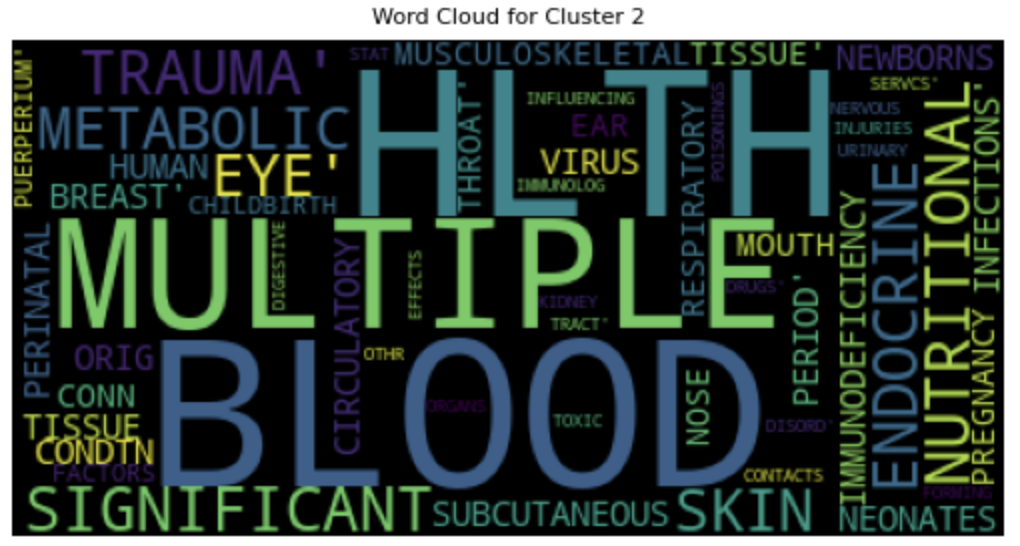 Word Cloud for Cluster 2
PUERPERIUM'
TRAUMA'
STAT
MUSCULOSKELETAL
TISSUE'
NEWBORNS
SERVCS'
METABOLIC
HLTH
THROAT'
INFLUENCING
EAR
POISONINGS
NERVOUS
INJURIES
URINARY
HUMAN
EYE'
VIRUS
IMMUNOLOG
BREAST'
CHILDBIRTH
RESPIRATORY
NUTRITIONAL
INFECTIONS'
PERINATAL
MULTIPLE
DIGESTIVE
CIRCULATORY
EFFECTS
KIDNEY
TRACT'
MOUTH
DRUGS'
PERIOD'
IMMUNODEFICIENCY
ENDOCRINE
PREGNANCY
ORIG
BLOOD
OTHR
CONN
ORGANS
TOXIC
NOSE
DISORD'
TISSUE
CONDTN
FACTORS
CONTACTS
FORMING
SIGNIFICANT
SUBCUTANEOUS
SKIN
NEONATES